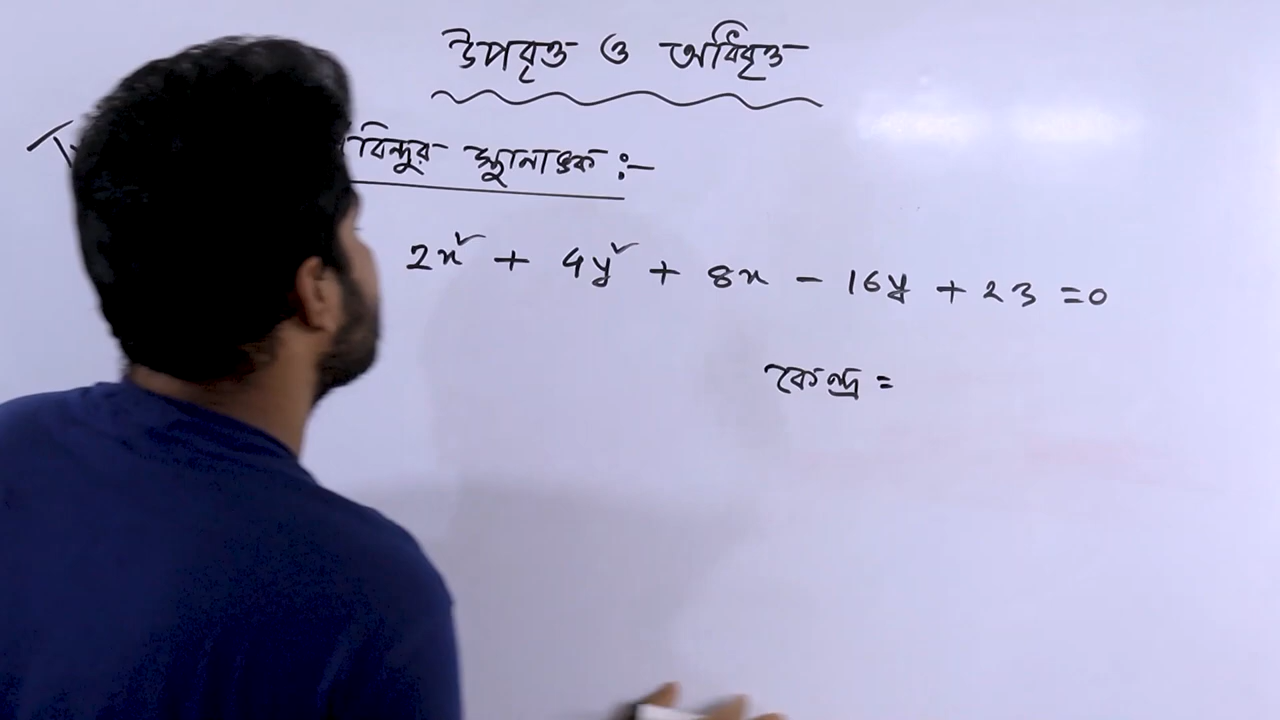 উপবৃত্ত ও অধিবৃত্ত
বিন্দুর স্থানাঙ্ক :-
2x² + 4y² + 8x - 16y + 23 = 0
কেন্দ্র =